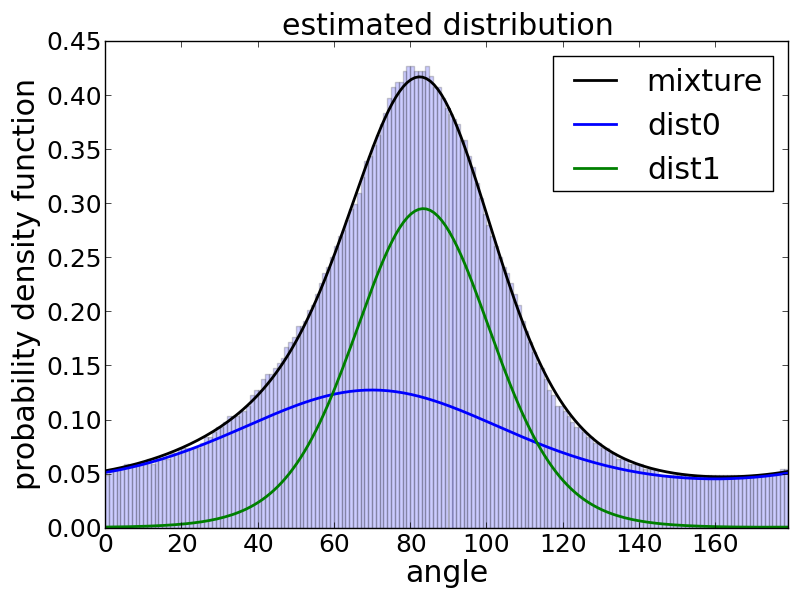 estimated distribution
0.45
0.40
0.35
0.30
0.25
0.20
0.15
0.10
0.05
0.00
probability density function
mixture
dist0
dist1
0 20 40 60 80 100 120 140 160
angle